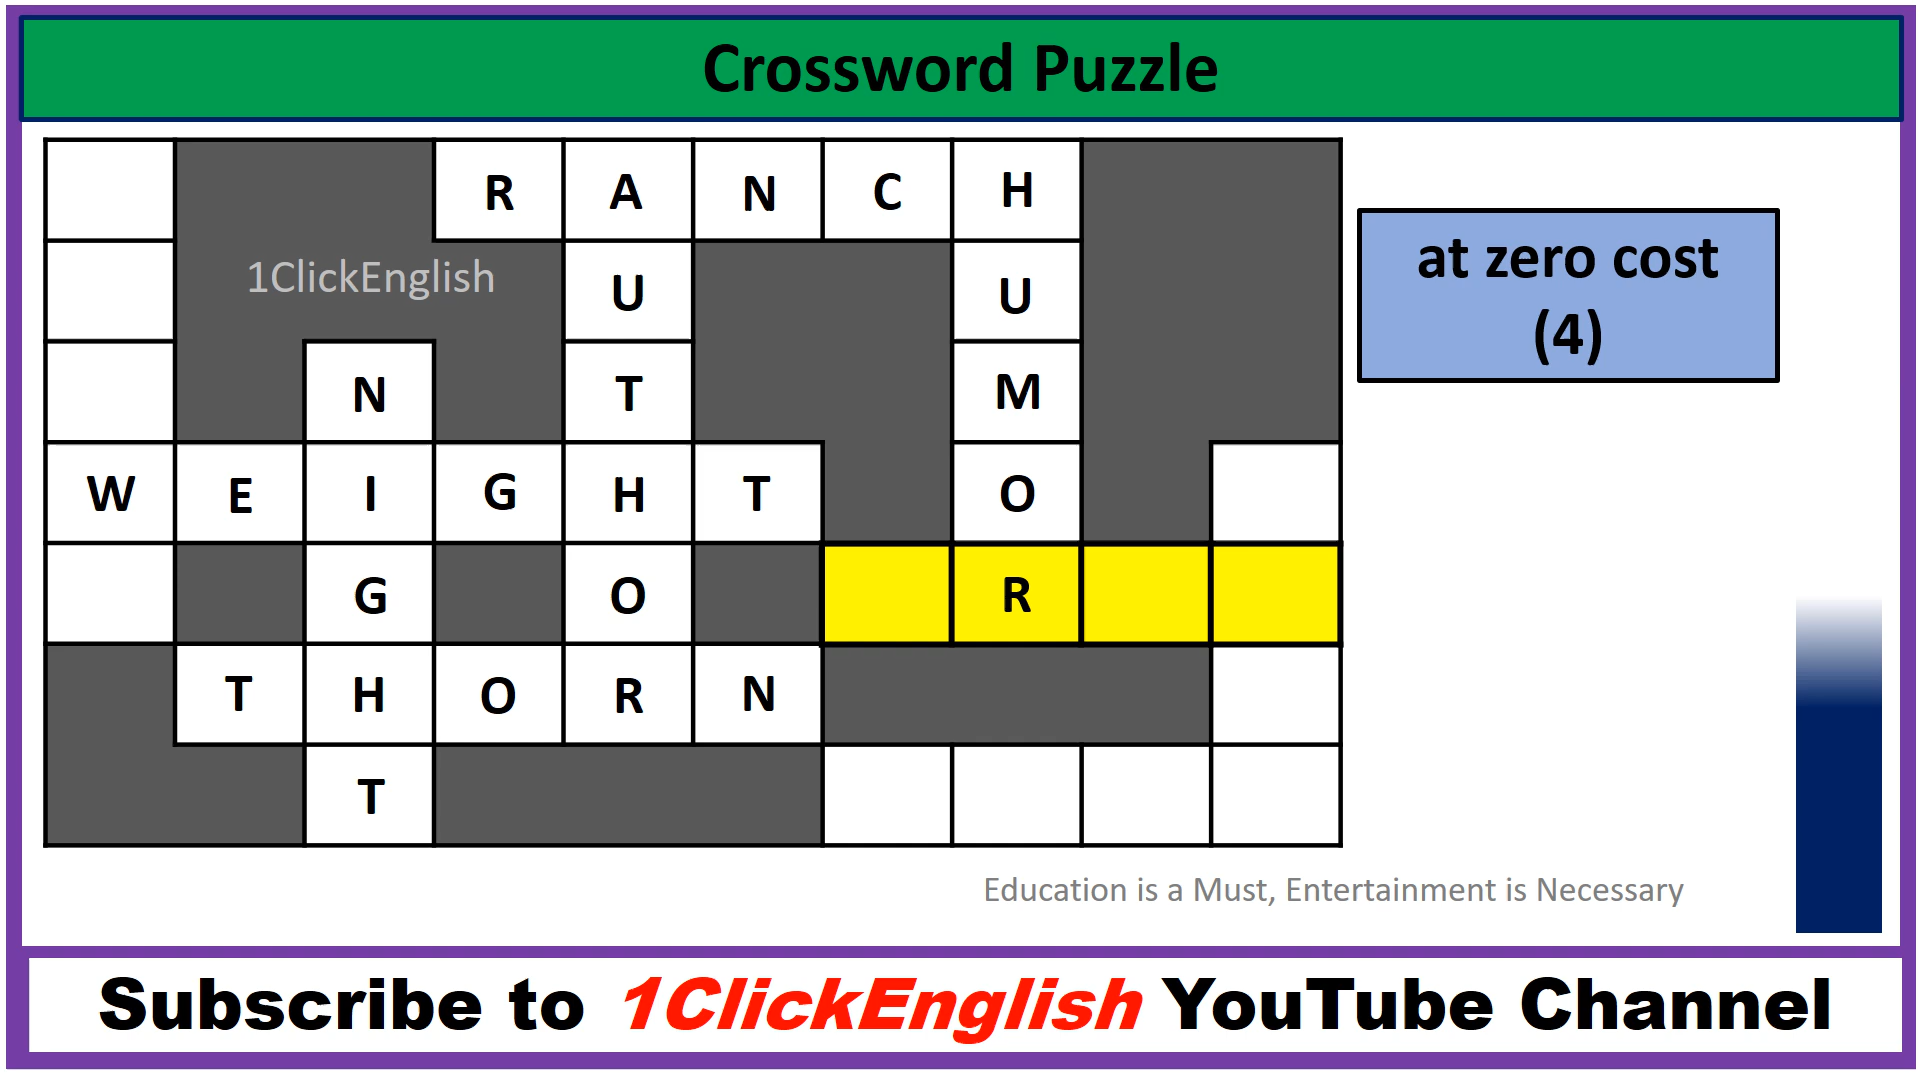 Crossword Puzzle
R A N C H
1ClickEnglish U U
N T M
W E I G H T O
G O R
T H O R N
T
at zero cost
(4)
Education is a Must, Entertainment is Necessary
Subscribe to 1ClickEnglish YouTube Channel